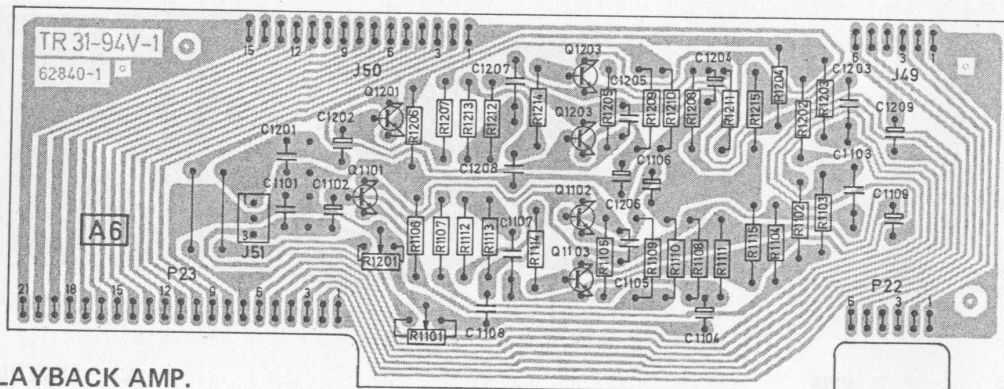 TR 31-94V-1
62840-1
15 12 9 6 3 1
J50
6 3 1
J49
Q1203
C1207
C1205
C1204
R1204
C1203
Q1201
R1206
R1207
R1213
R1212
R1214
Q1203
R1205
R1209
R1210
R1208
R1211
R1215
R1202
R1203
C1209
C1202
C1201
C1208
C1106
C1103
C1101
C1102
Q1101
Q1102
C1206
C1107
R1102
R1103
C1109
A6
3
J51
R1106
R1107
R1112
R1113
R1114
Q1103
R1105
R1109
R1110
R1108
R1111
R1115
R1104
R1201
C1105
P23
P22
21 18 15 12 9 6 3 1
5 3 1
R1101
C1108
C1104
LAYBACK AMP.